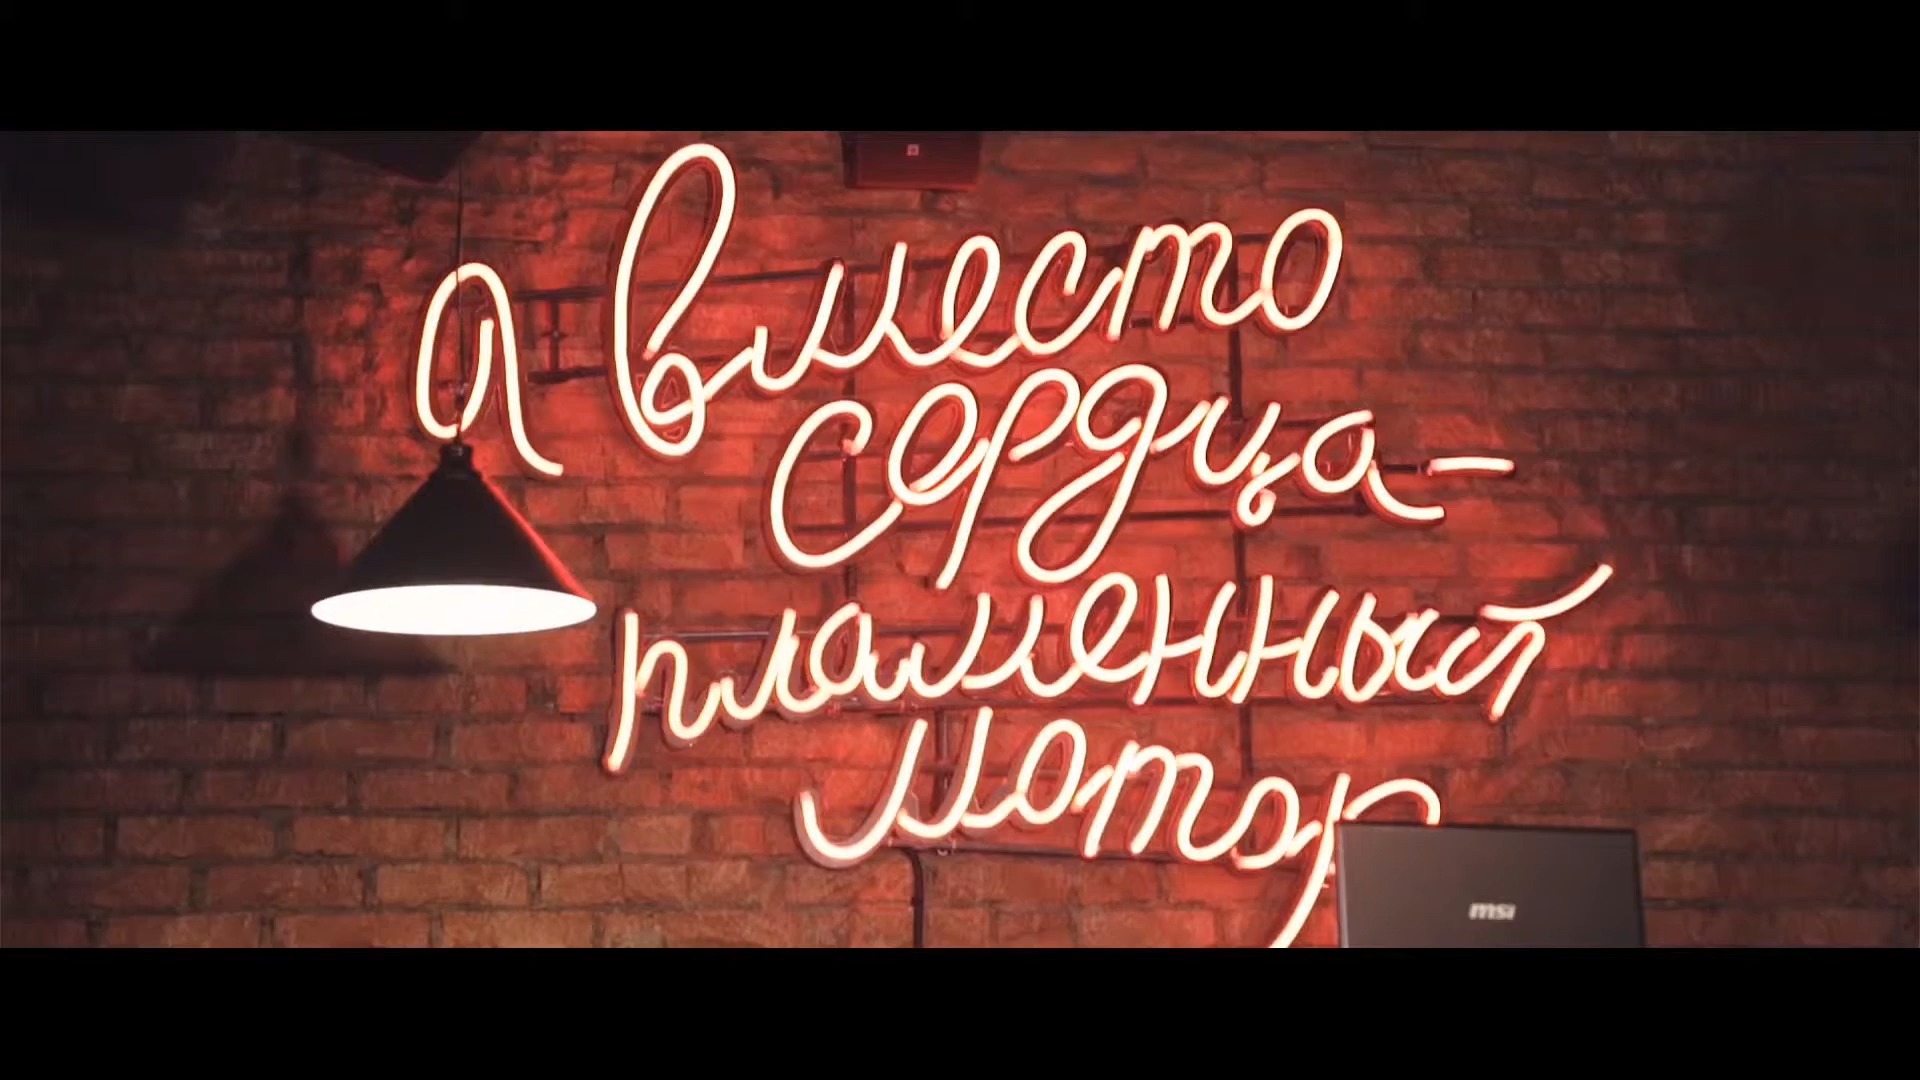 а вместо
сердца –
пламенный
мотор
msi